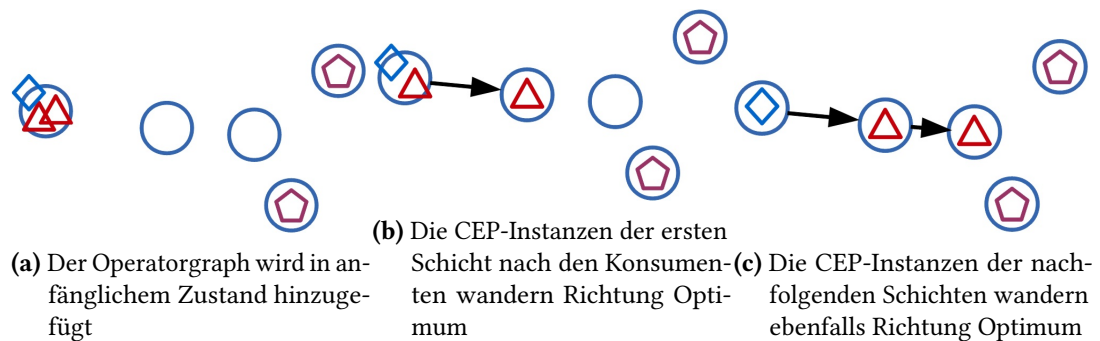 (a) Der Operatorgraph wird in an-
fänglichem Zustand hinzuge-
fügt
(b) Die CEP-Instanzen der ersten
Schicht nach den Konsumen-
ten wandern Richtung Opti-
mum
(c) Die CEP-Instanzen der nach-
folgenden Schichten wandern
ebenfalls Richtung Optimum